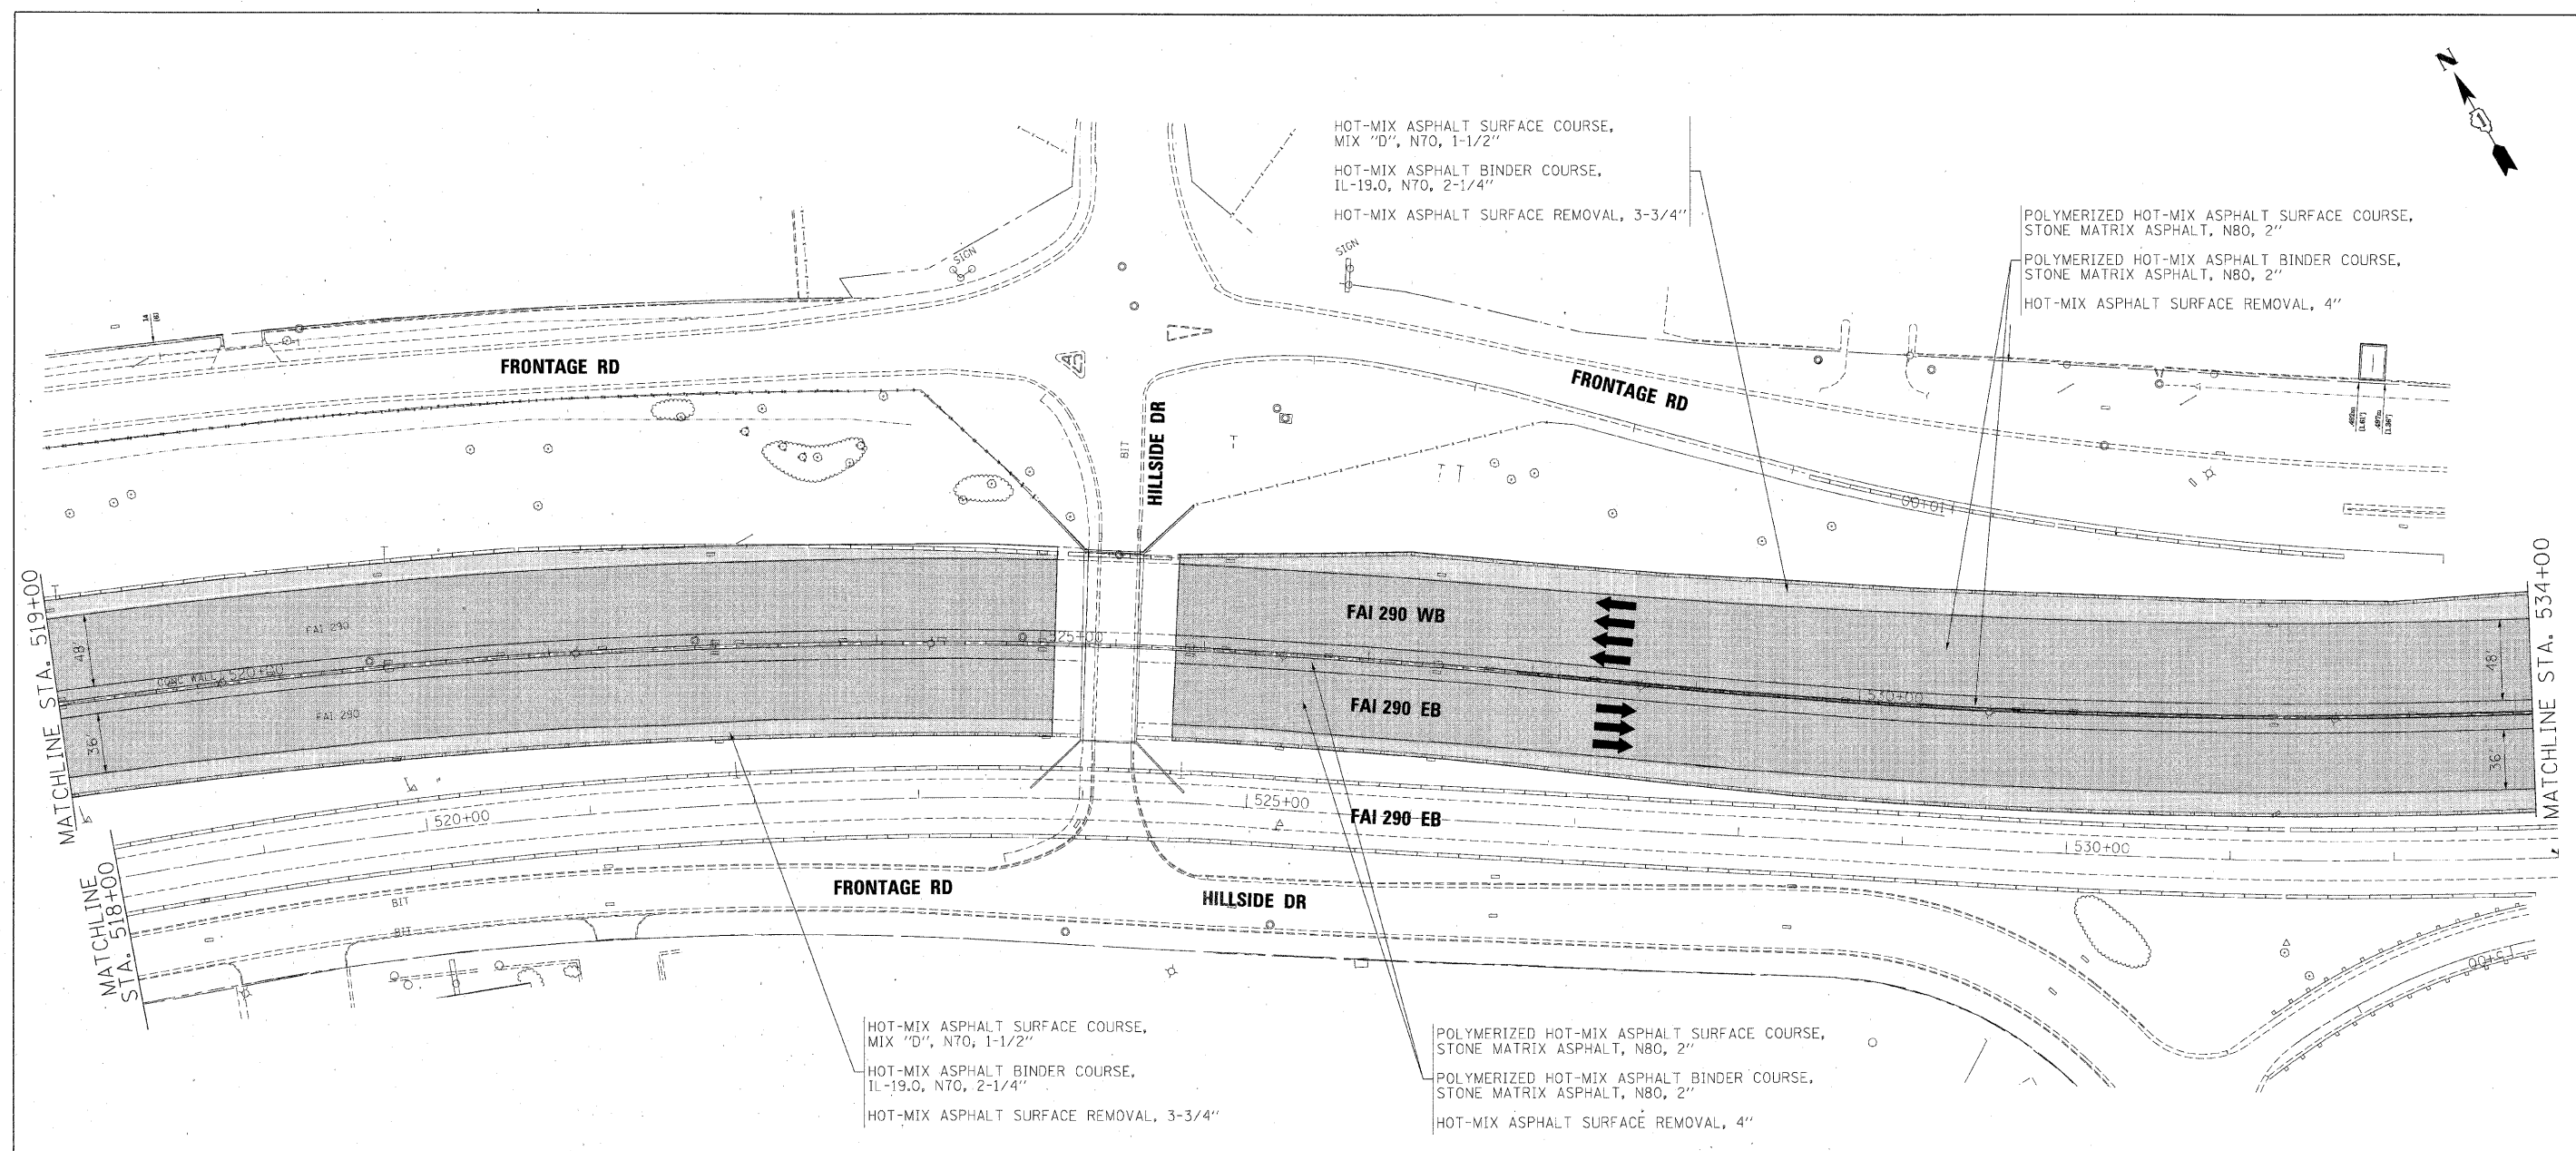 N
HOT-MIX ASPHALT SURFACE COURSE,
MIX "D", N70, 1-1/2"
HOT-MIX ASPHALT BINDER COURSE,
IL-19.0, N70, 2-1/4"
HOT-MIX ASPHALT SURFACE REMOVAL, 3-3/4"
POLYMERIZED HOT-MIX ASPHALT SURFACE COURSE,
STONE MATRIX ASPHALT, N80, 2"
POLYMERIZED HOT-MIX ASPHALT BINDER COURSE,
STONE MATRIX ASPHALT, N80, 2"
HOT-MIX ASPHALT SURFACE REMOVAL, 4"
SIGN
SIGN
FRONTAGE RD
FRONTAGE RD
HILLSIDE DR
BIT
10+00
MATCHLINE STA. 519+00
MATCHLINE STA. 534+00
FAI 290
FAI 290 WB
48'
48'
CONC WALL
520+00
525+00
530+00
FAI 290
FAI 290 EB
36'
36'
520+00
525+00
FAI 290 EB
530+00
MATCHLINE
STA. 518+00
BIT
BIT
FRONTAGE RD
HILLSIDE DR
5+00
HOT-MIX ASPHALT SURFACE COURSE,
MIX "D", N70, 1-1/2"
HOT-MIX ASPHALT BINDER COURSE,
IL-19.0, N70, 2-1/4"
HOT-MIX ASPHALT SURFACE REMOVAL, 3-3/4"
POLYMERIZED HOT-MIX ASPHALT SURFACE COURSE,
STONE MATRIX ASPHALT, N80, 2"
POLYMERIZED HOT-MIX ASPHALT BINDER COURSE,
STONE MATRIX ASPHALT, N80, 2"
HOT-MIX ASPHALT SURFACE REMOVAL, 4"